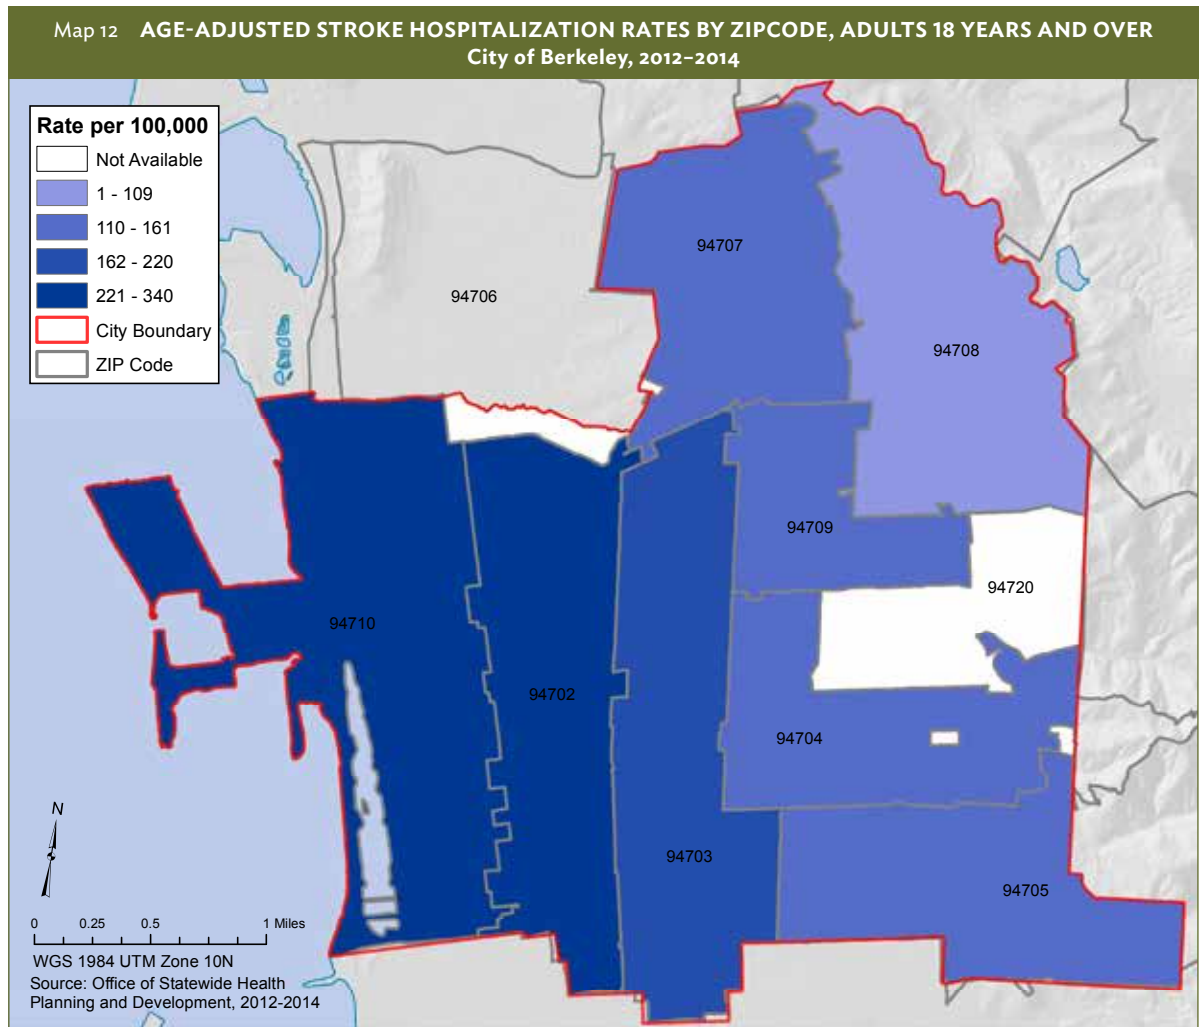 Map 12 AGE-ADJUSTED STROKE HOSPITALIZATION RATES BY ZIPCODE, ADULTS 18 YEARS AND OVER
City of Berkeley, 2012–2014
Rate per 100,000
Not Available
1 - 109
110 - 161
162 - 220
221 - 340
City Boundary
ZIP Code
94707
94706
94708
94709
94720
94710
94702
94704
94703
94705
N
0 0.25 0.5 1 Miles
WGS 1984 UTM Zone 10N
Source: Office of Statewide Health
Planning and Development, 2012-2014